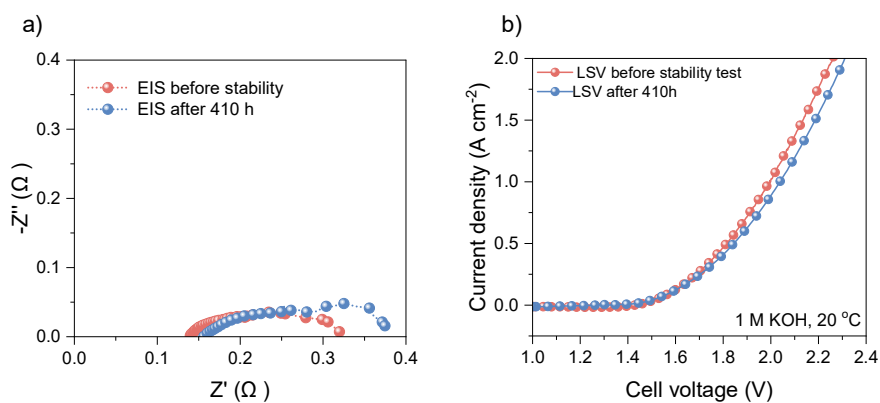 a)
EIS before stability
EIS after 410 h
-Z'' (Ω )
0.4
0.3
0.2
0.1
0.0
0.0 0.1 0.2 0.3 0.4
Z' (Ω )
b)
LSV before stability test
LSV after 410h
Current density (A cm⁻²)
2.0
1.5
1.0
0.5
0.0
1 M KOH, 20 °C
1.0 1.2 1.4 1.6 1.8 2.0 2.2 2.4
Cell voltage (V)